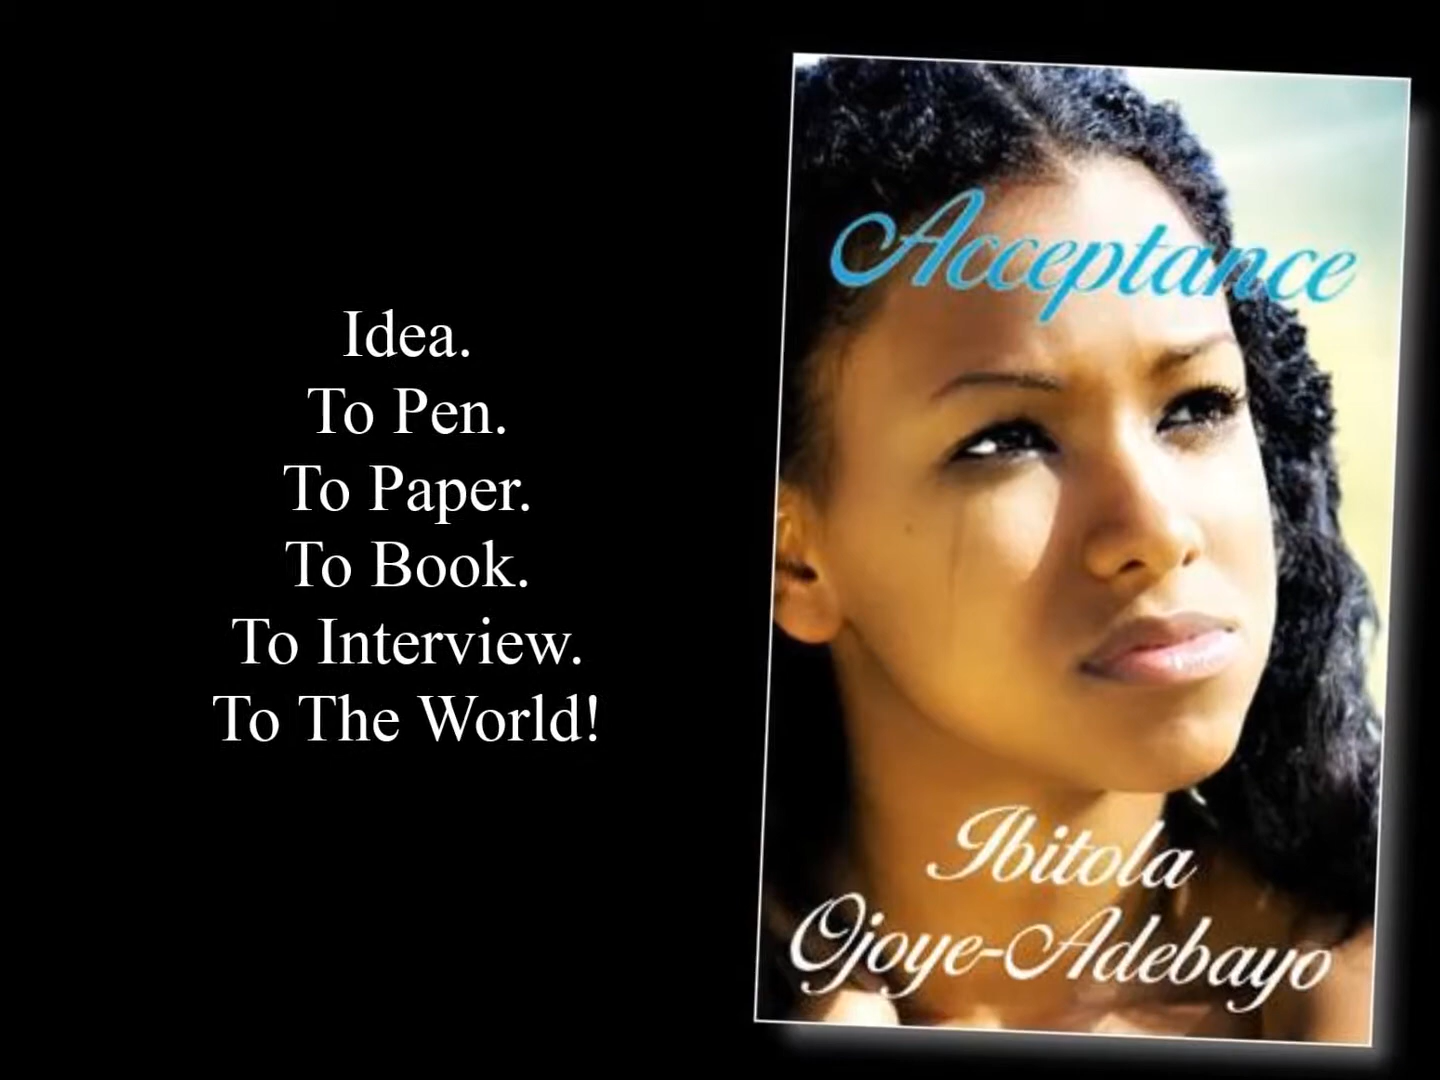 Idea.
To Pen.
To Paper.
To Book.
To Interview.
To The World!
Acceptance
Ibitola
Ojoye-Adebayo